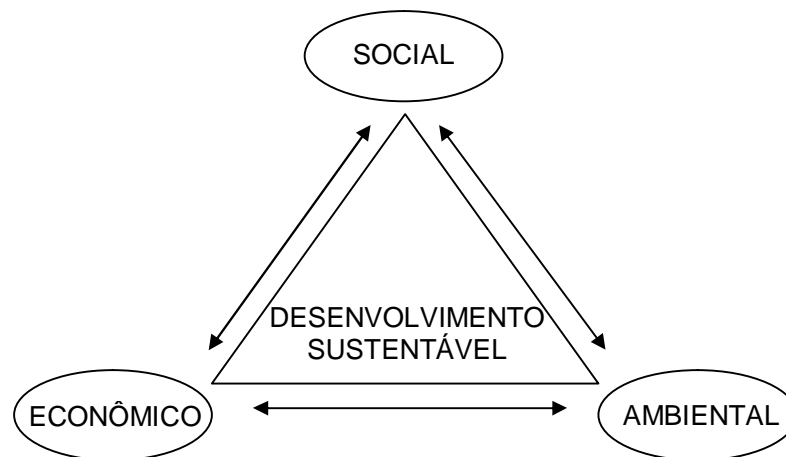 SOCIAL
DESENVOLVIMENTO
SUSTENTÁVEL
ECONÔMICO
AMBIENTAL